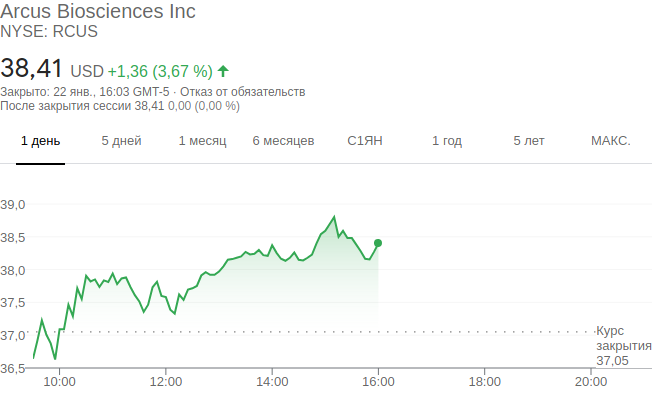 Arcus Biosciences Inc
NYSE: RCUS
38,41 USD +1,36 (3,67 %)
Закрыто: 22 янв., 16:03 GMT-5 · Отказ от обязательств
После закрытия сессии 38,41 0,00 (0,00 %)
1 день 5 дней 1 месяц 6 месяцев С1ЯН 1 год 5 лет МАКС.
39,0
38,5
38,0
37,5
37,0
36,5
Курс
закрытия
37,05
10:00 12:00 14:00 16:00 18:00 20:00